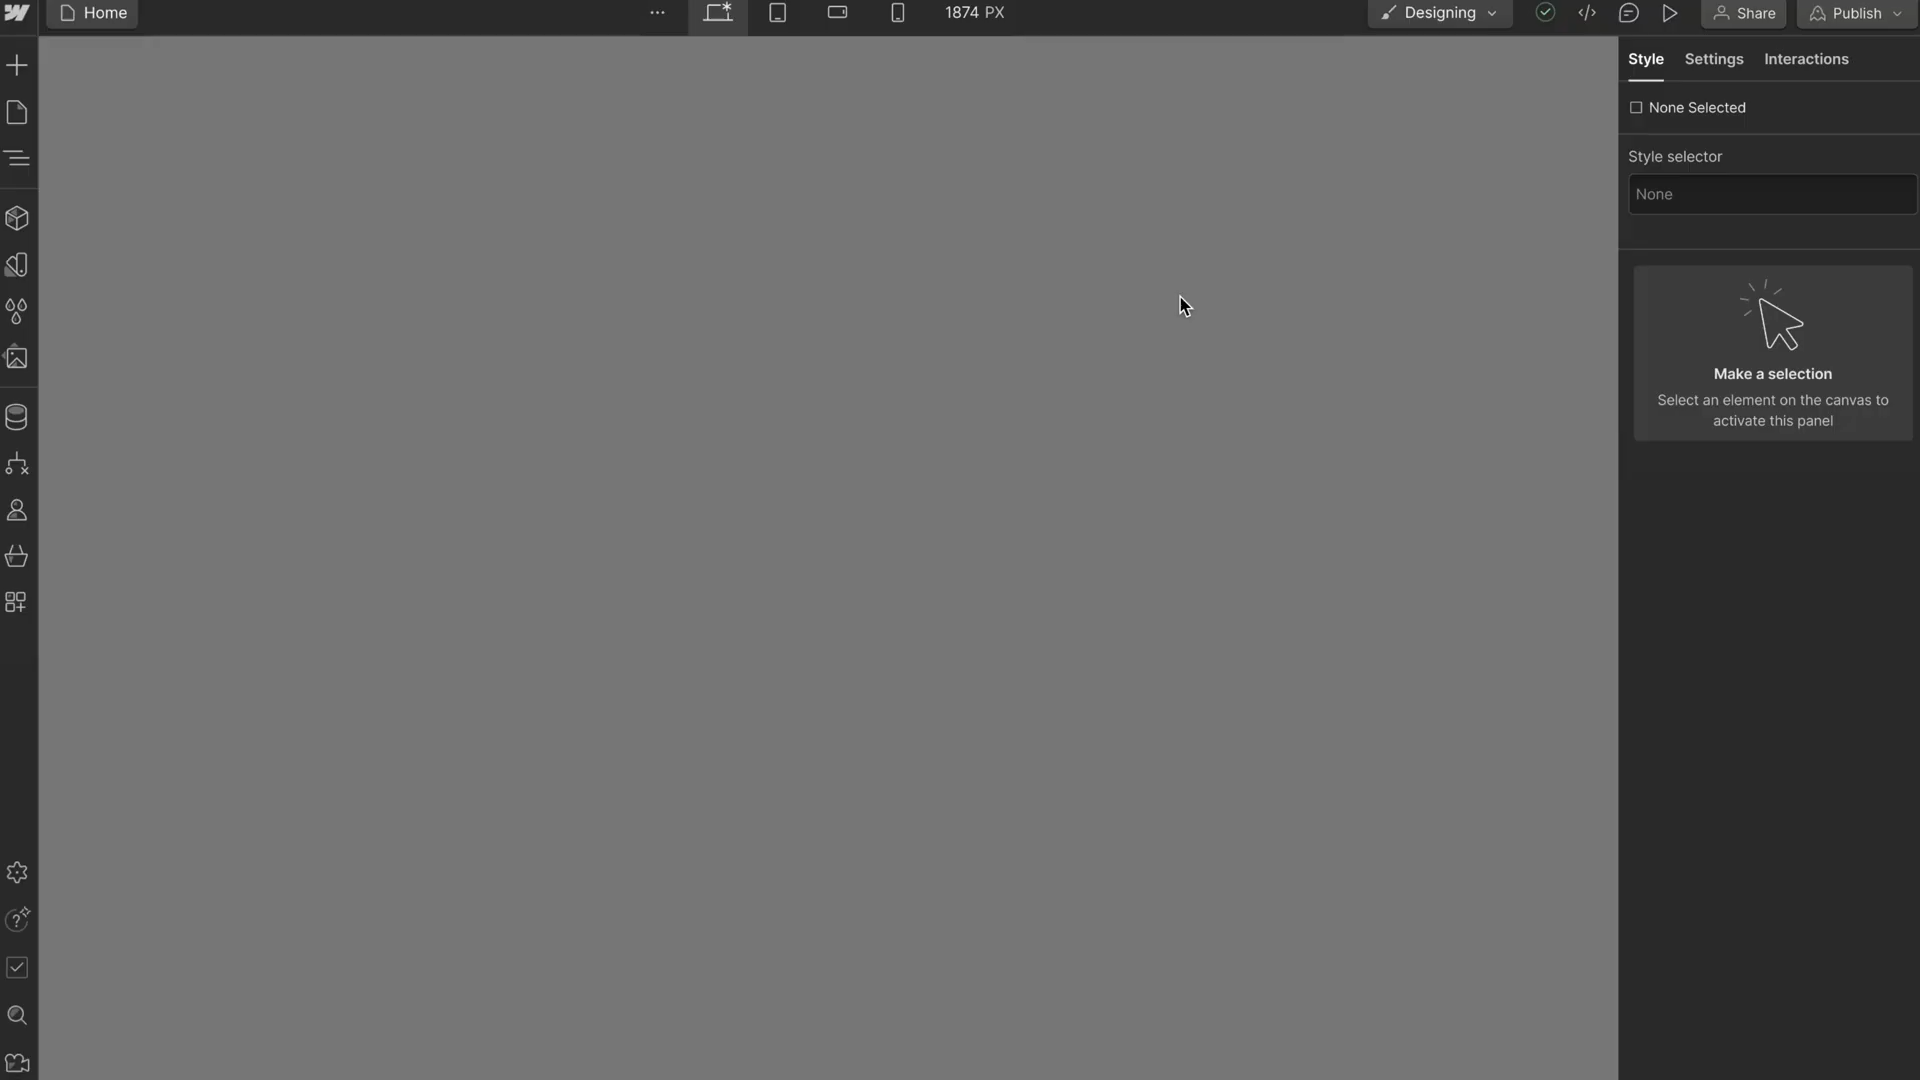 Home
1874 PX
Designing
Share
Publish
Style
Settings
Interactions
None Selected
Style selector
None
Make a selection
Select an element on the canvas to
activate this panel